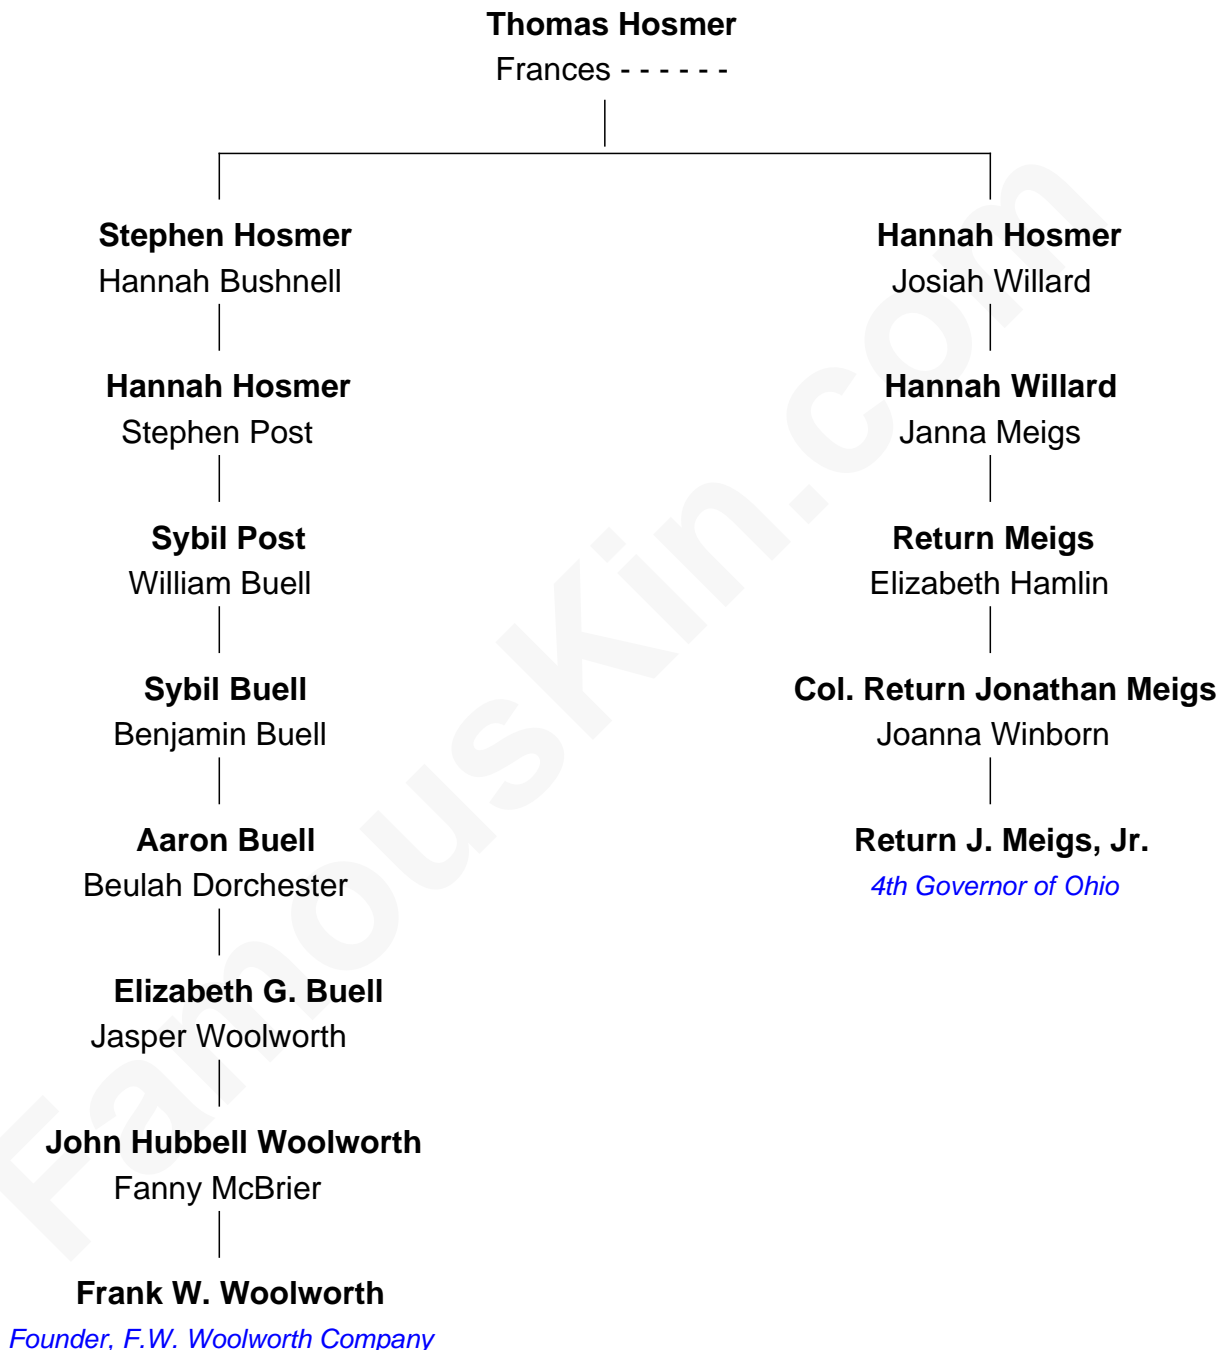 Thomas Hosmer
Frances - - - - - -
Stephen Hosmer
Hannah Bushnell
Hannah Hosmer
Josiah Willard
Hannah Hosmer
Stephen Post
Hannah Willard
Janna Meigs
Sybil Post
William Buell
Return Meigs
Elizabeth Hamlin
Sybil Buell
Benjamin Buell
Col. Return Jonathan Meigs
Joanna Winborn
Aaron Buell
Beulah Dorchester
Return J. Meigs, Jr.
4th Governor of Ohio
Elizabeth G. Buell
Jasper Woolworth
John Hubbell Woolworth
Fanny McBrier
Frank W. Woolworth
Founder, F.W. Woolworth Company
FamousKin.com